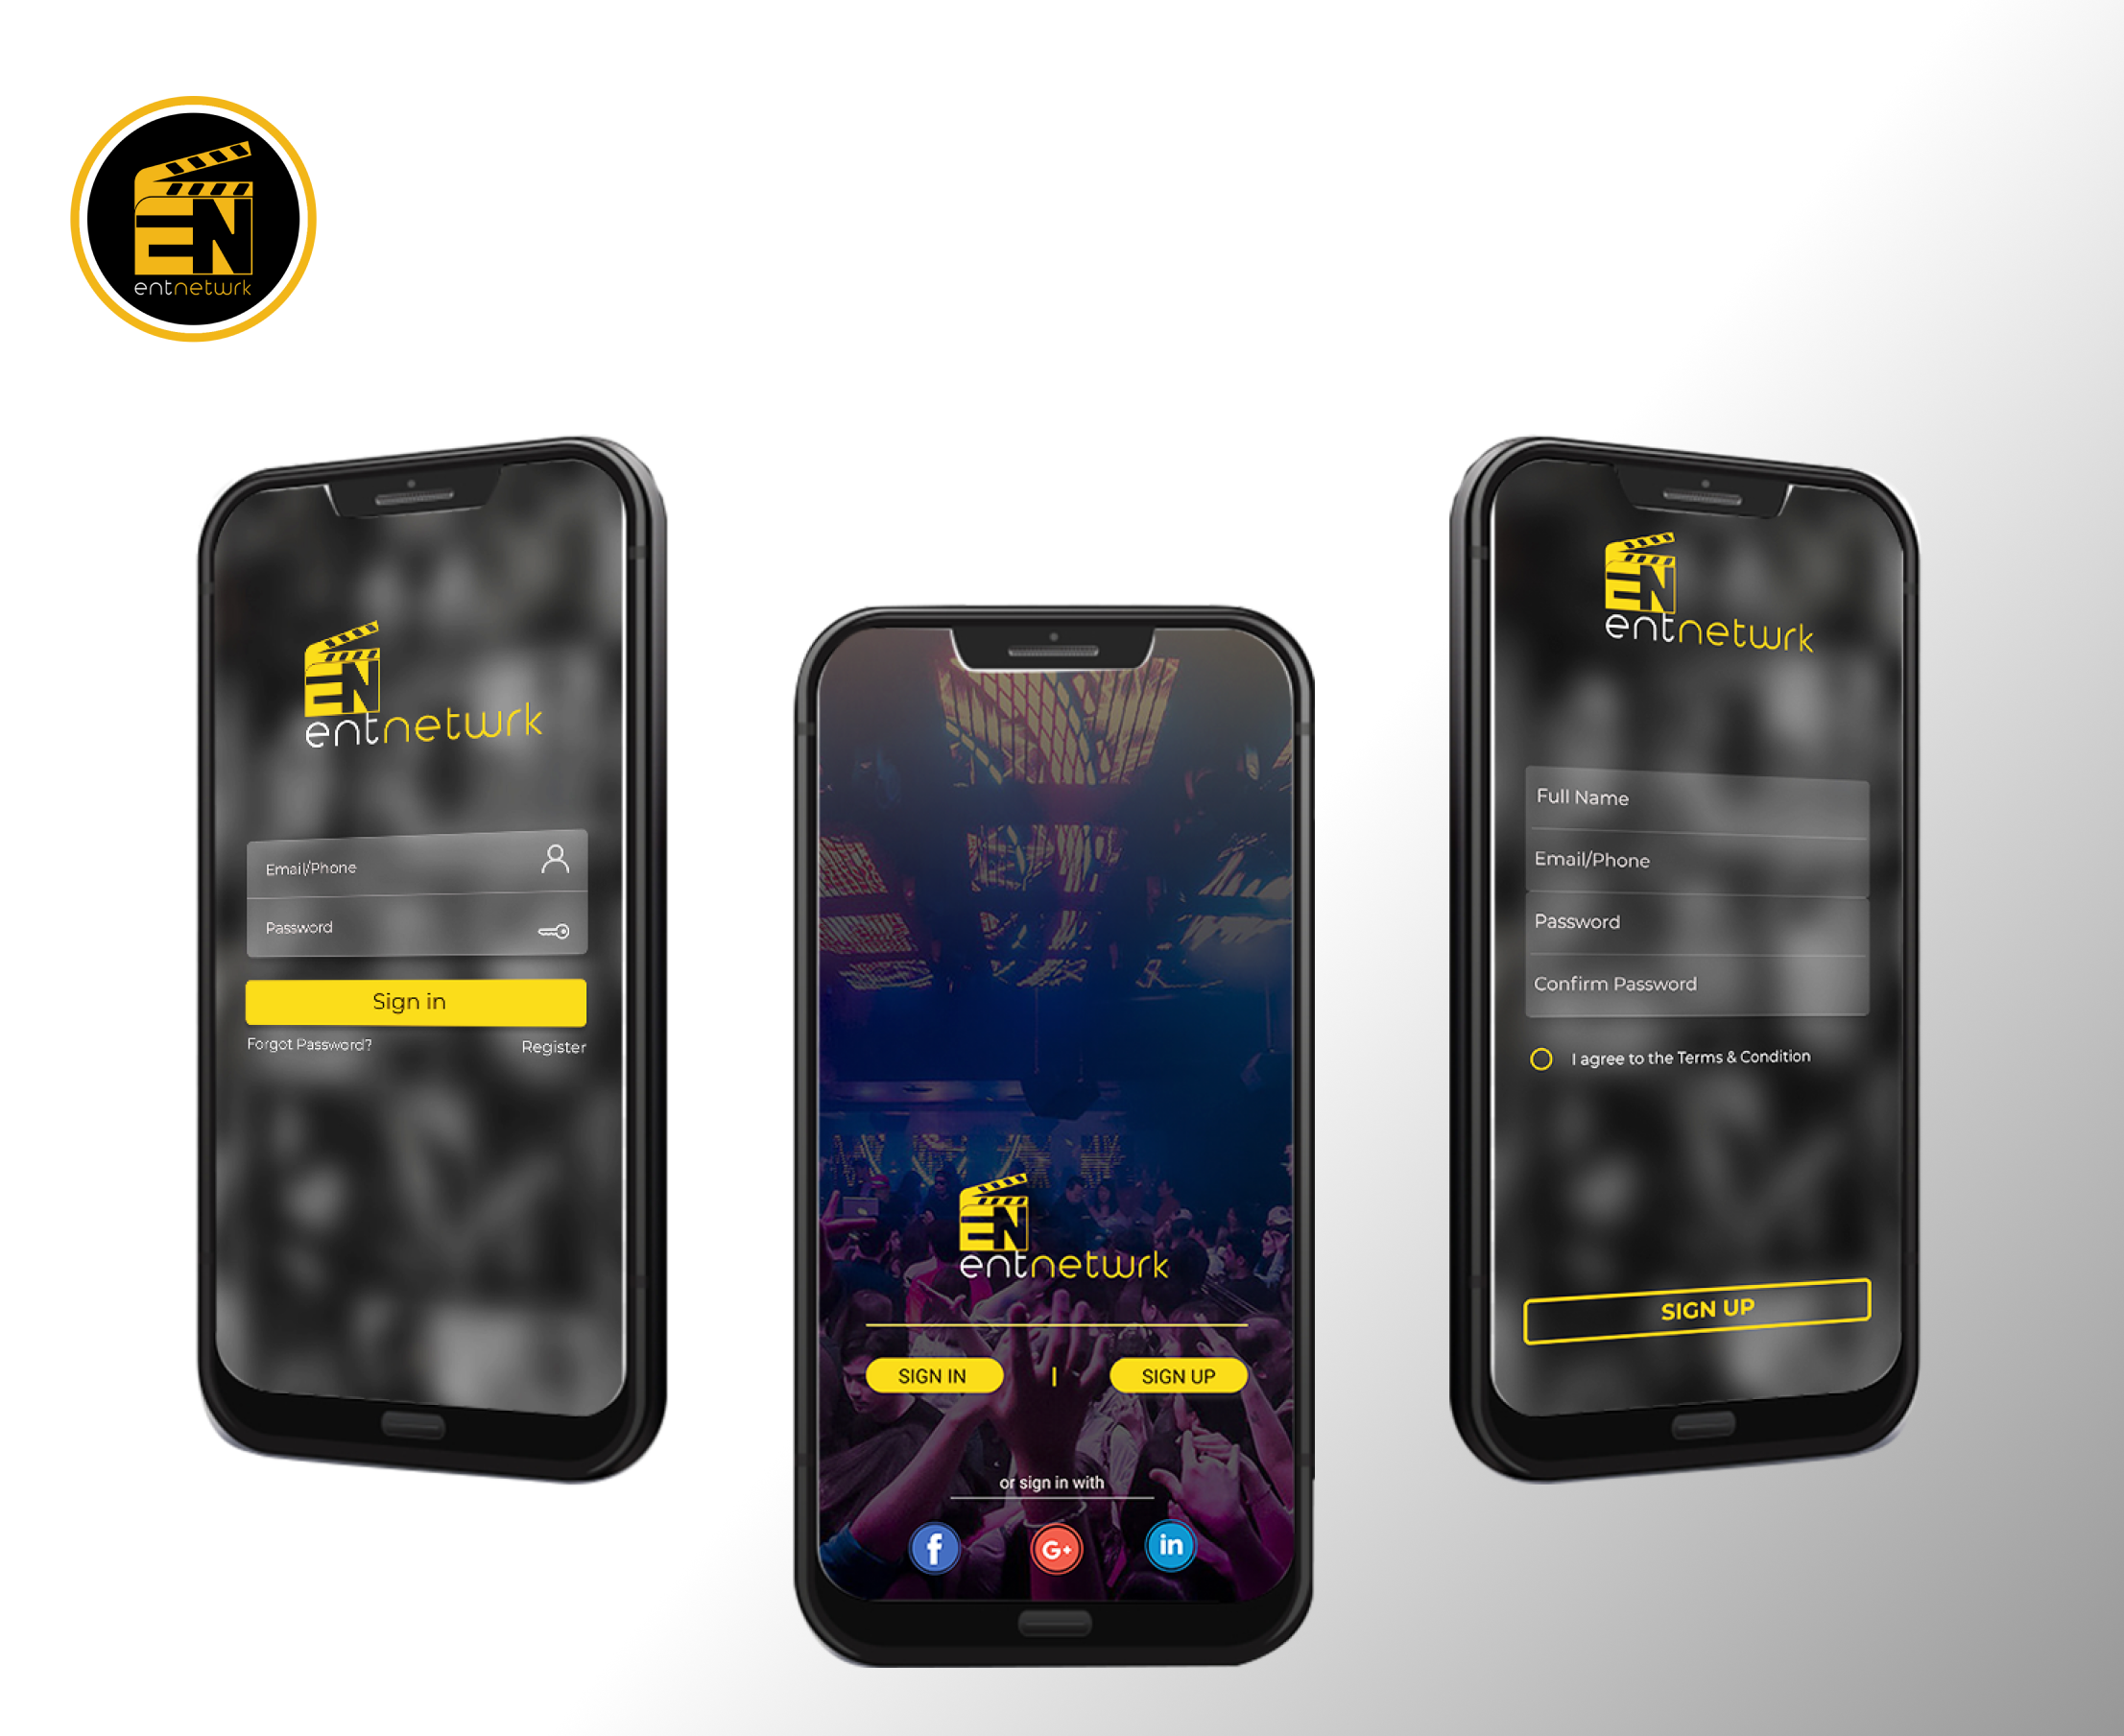 EN
entnetwrk
EN
entnetwrk
Email/Phone
Password
Sign in
Forgot Password?
Register
EN
entnetwrk
SIGN IN | SIGN UP
or sign in with
f
G+
in
EN
entnetwrk
Full Name
Email/Phone
Password
Confirm Password
I agree to the Terms & Condition
SIGN UP